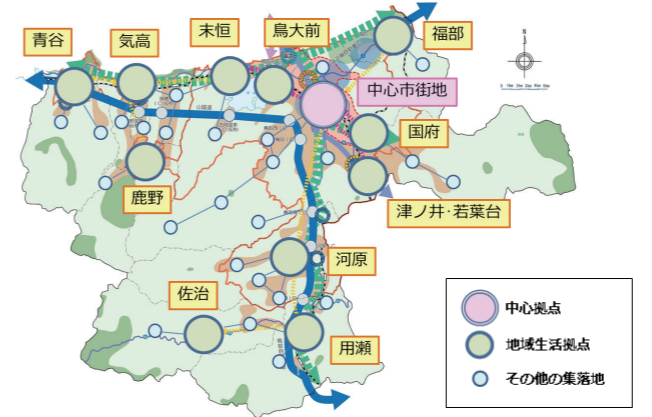 青谷
気高
末恒
鳥大前
福部
中心市街地
国府
津ノ井・若葉台
鹿野
河原
佐治
用瀬
N
中心拠点
地域生活拠点
その他の集落地